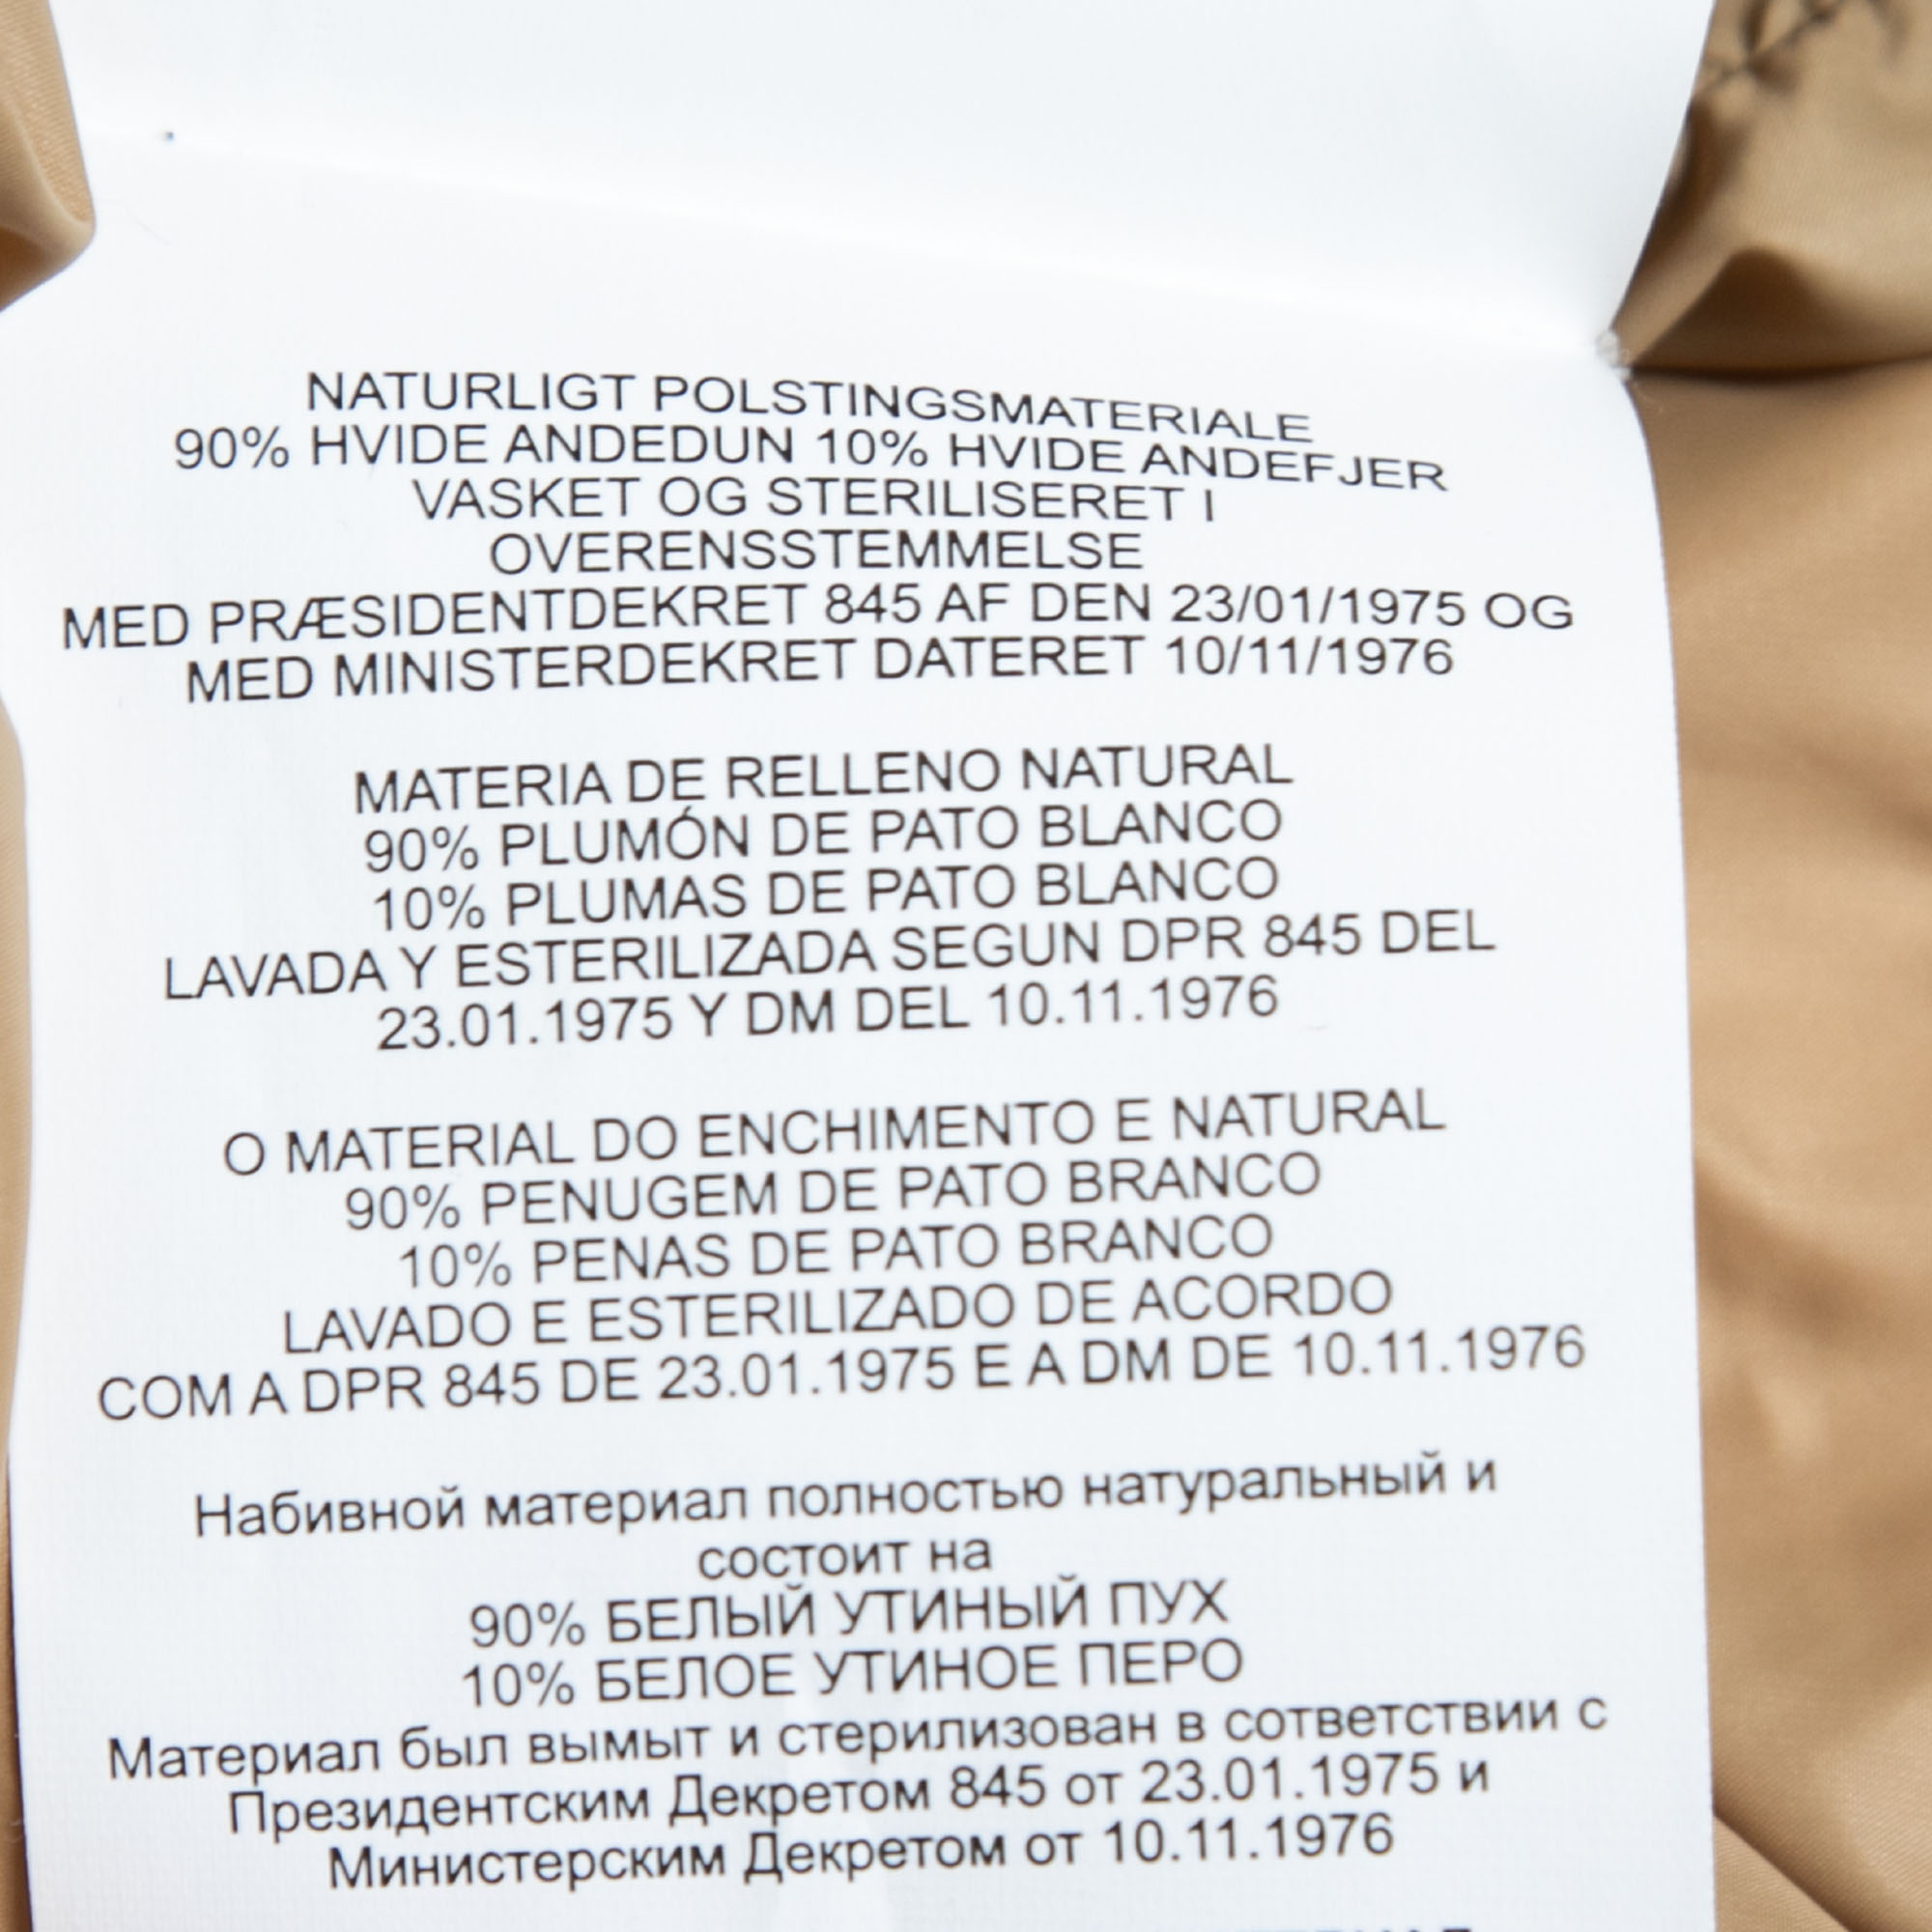 NATURLIGT POLSTINGSMATERIALE
90% HVIDE ANDEDUN 10% HVIDE ANDEFJER
VASKET OG STERILISERET I
OVERENSSTEMMELSE
MED PRÆSIDENTDEKRET 845 AF DEN 23/01/1975 OG
MED MINISTERDEKRET DATERET 10/11/1976
MATERIA DE RELLENO NATURAL
90% PLUMÓN DE PATO BLANCO
10% PLUMAS DE PATO BLANCO
LAVADA Y ESTERILIZADA SEGUN DPR 845 DEL
23.01.1975 Y DM DEL 10.11.1976
O MATERIAL DO ENCHIMENTO E NATURAL
90% PENUGEM DE PATO BRANCO
10% PENAS DE PATO BRANCO
LAVADO E ESTERILIZADO DE ACORDO
COM A DPR 845 DE 23.01.1975 E A DM DE 10.11.1976
Набивной материал полностью натуральный и
состоит на
90% БЕЛЫЙ УТИНЫЙ ПУХ
10% БЕЛОЕ УТИНОЕ ПЕРО
Материал был вымыт и стерилизован в сответствии с
Президентским Декретом 845 от 23.01.1975 и
Министерским Декретом от 10.11.1976